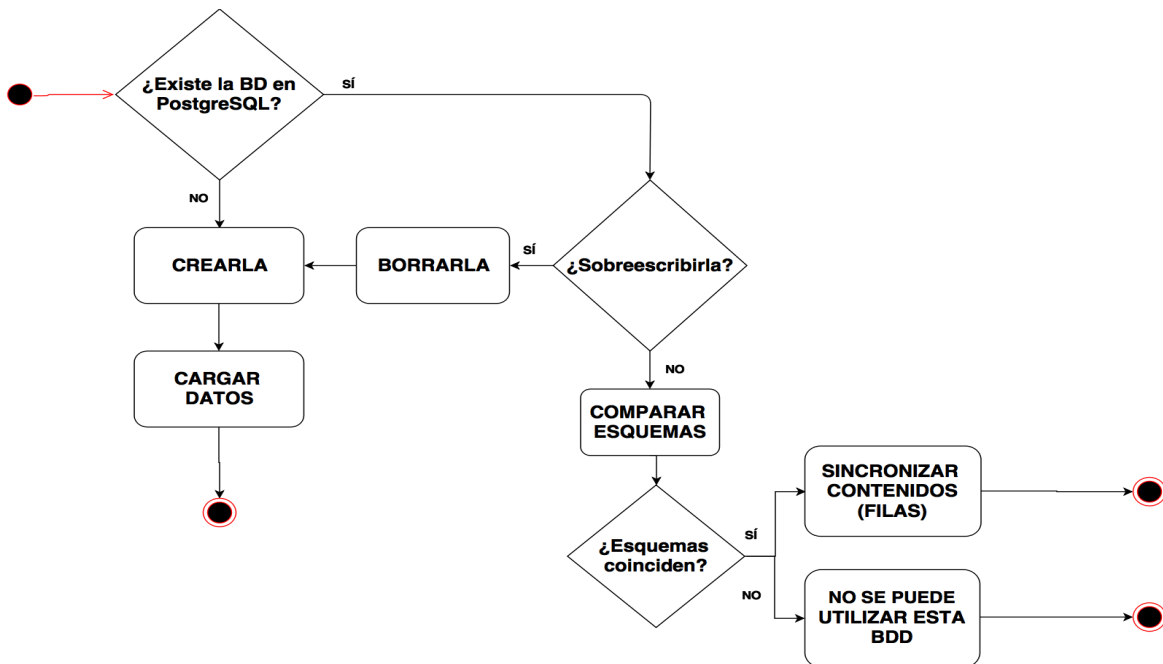 ¿Existe la BD en
PostgreSQL?
SÍ
NO
CREARLA
BORRARLA
SÍ
¿Sobreescribirla?
CARGAR
DATOS
NO
COMPARAR
ESQUEMAS
¿Esquemas
coinciden?
SÍ
SINCRONIZAR
CONTENIDOS
(FILAS)
NO
NO SE PUEDE
UTILIZAR ESTA
BDD